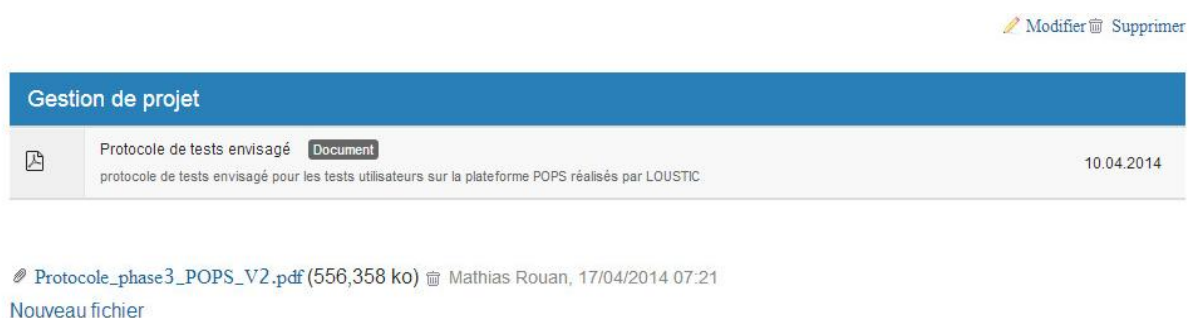 Modifier Supprimer
Gestion de projet
Protocole de tests envisagé Document
protocole de tests envisagé pour les tests utilisateurs sur la plateforme POPS réalisés par LOUSTIC
10.04.2014
Protocole_phase3_POPS_V2.pdf (556,358 ko) Mathias Rouan, 17/04/2014 07:21
Nouveau fichier